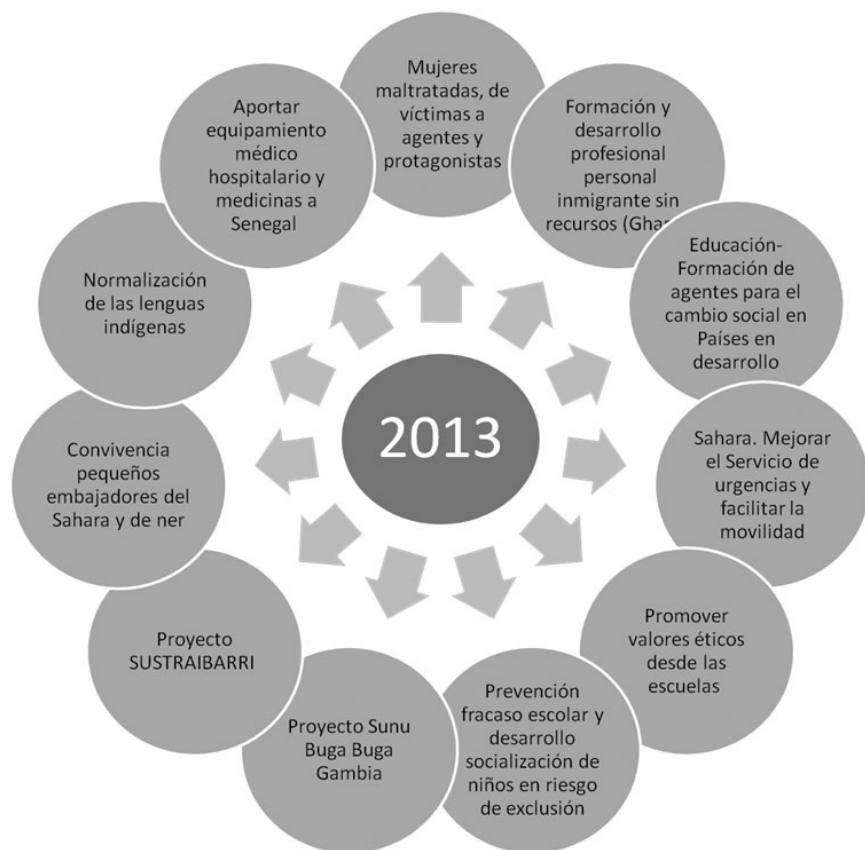 Mujeres
maltratadas, de
víctimas a
agentes y
protagonistas
Formación y
desarrollo
profesional
personal
inmigrante sin
recursos (Gha
Educación-
Formación de
agentes para el
cambio social en
Países en
desarrollo
Sahara. Mejorar
el Servicio de
urgencias y
facilitar la
movilidad
Promover
valores éticos
desde las
escuelas
Prevención
fracaso escolar y
desarrollo
socialización de
niños en riesgo
de exclusión
Proyecto Sunu
Buga Buga
Gambia
Proyecto
SUSTRAIBARRI
Convivencia
pequeños
embajadores del
Sahara y de ner
Normalización
de las lenguas
indígenas
Aportar
equipamiento
médico
hospitalario y
medicinas a
Senegal
2013